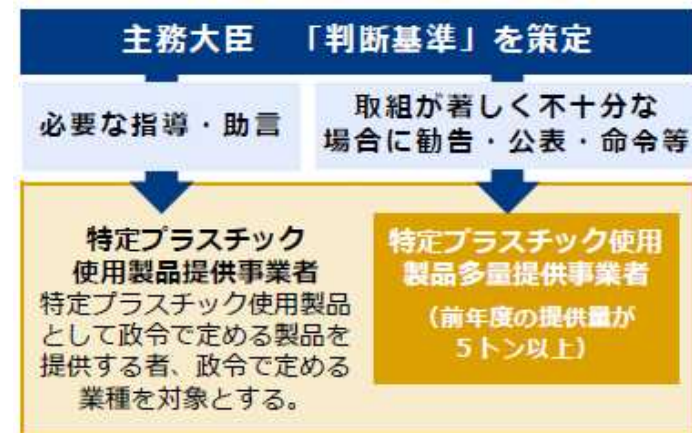 主務大臣 「判断基準」を策定
必要な指導・助言
取組が著しく不十分な
場合に勧告・公表・命令等
特定プラスチック
使用製品提供事業者
特定プラスチック使用製品
として政令で定める製品を
提供する者、政令で定める
業種を対象とする。
特定プラスチック使用
製品多量提供事業者
（前年度の提供量が
５トン以上）